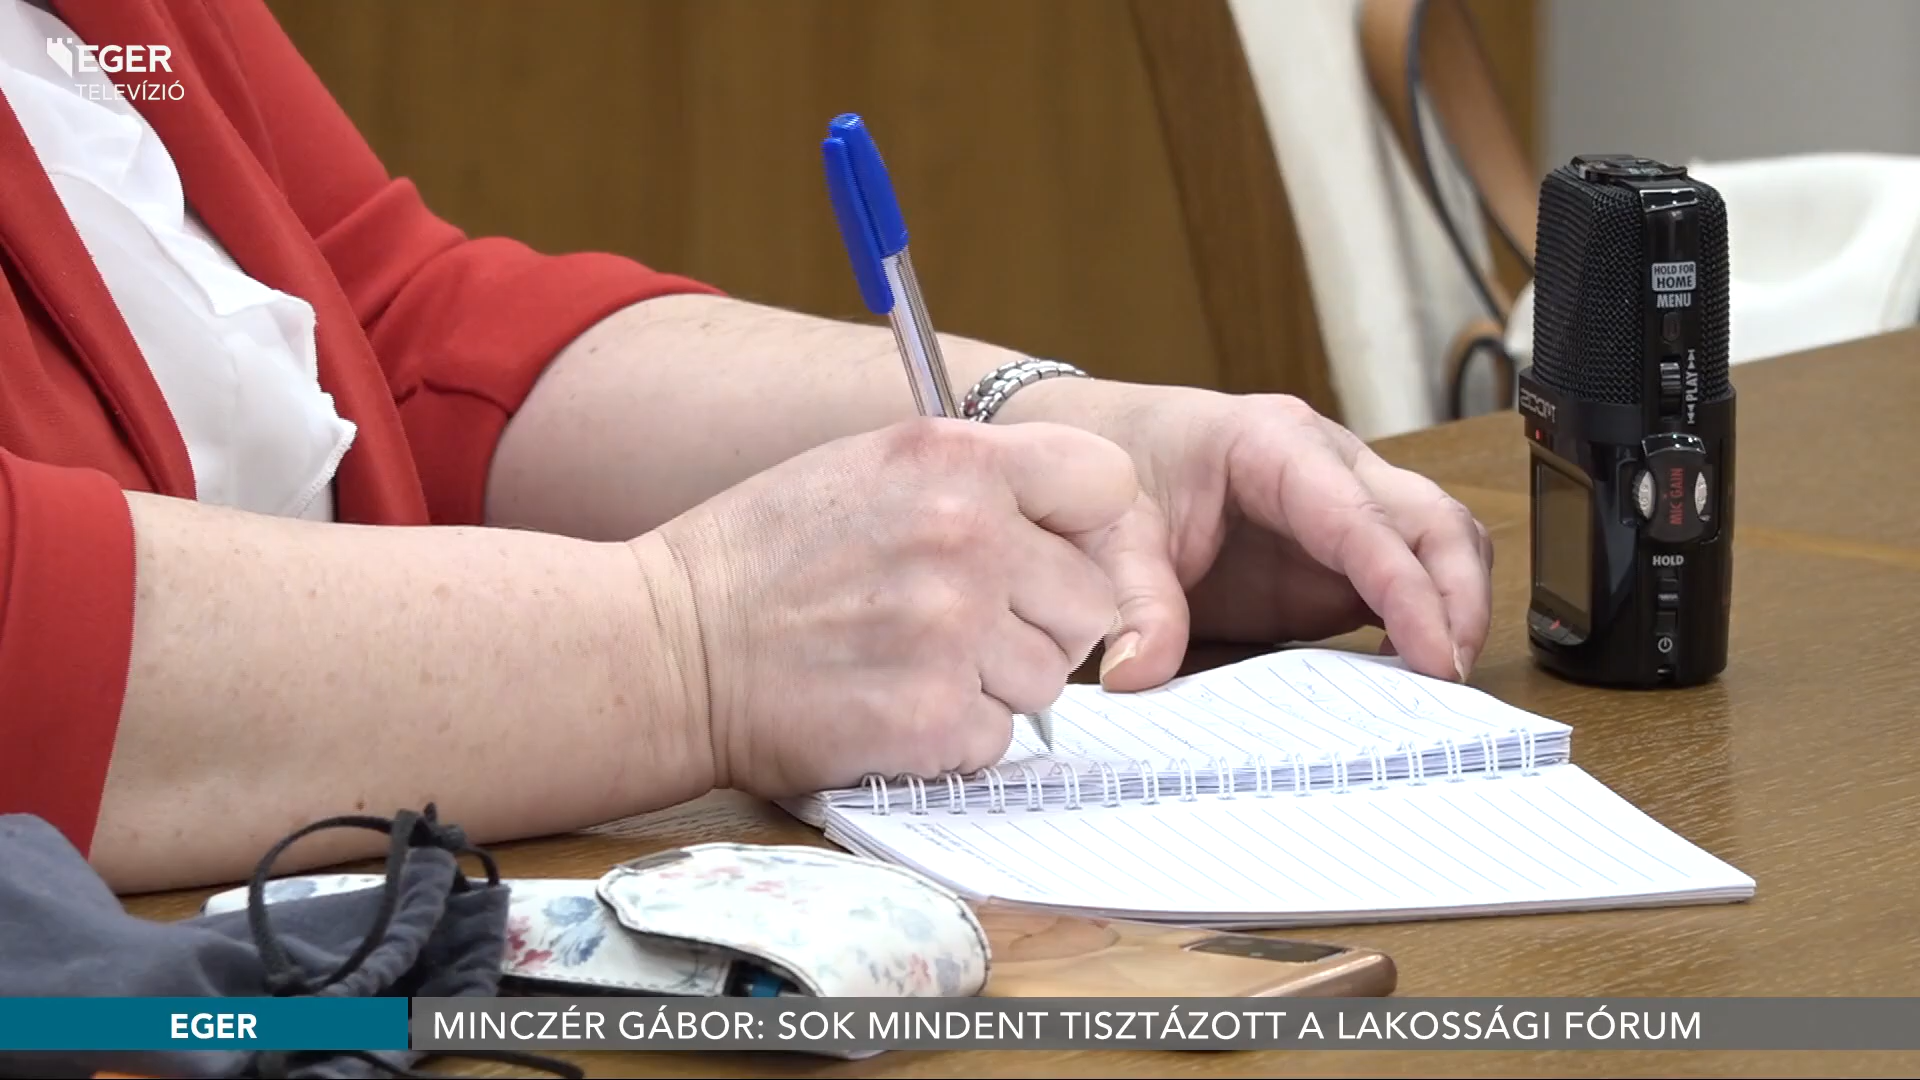 EGER
TELEVÍZIÓ
HOLD FOR
HOME
MENU
PLAY
ZOOM
MIC GAIN
HOLD
EGER
MINCZÉR GÁBOR: SOK MINDENT TISZTÁZOTT A LAKOSSÁGI FÓRUM